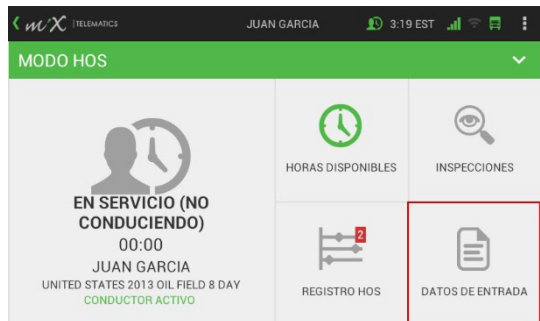 MiX | TELEMATICS JUAN GARCIA 3:19 EST
MODO HOS
EN SERVICIO (NO
CONDUCIENDO)
00:00
JUAN GARCIA
UNITED STATES 2013 OIL FIELD 8 DAY
CONDUCTOR ACTIVO
HORAS DISPONIBLES
INSPECCIONES
2
REGISTRO HOS
DATOS DE ENTRADA